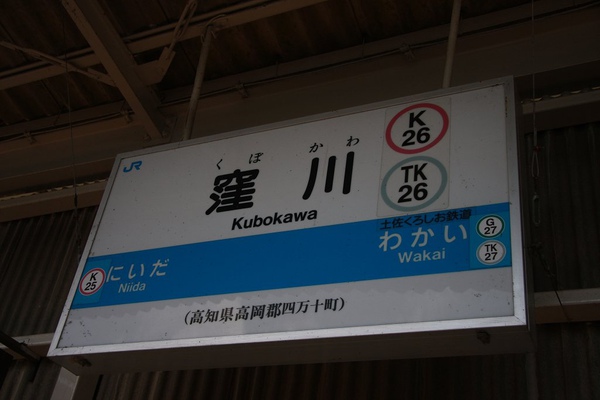 JR
くぼ かわ
窪 川
Kubokawa
K
26
TK
26
K
25
にいだ
Niida
土佐くろしお鉄道
わかい
Wakai
G
27
TK
27
(高知県高岡郡四万十町)